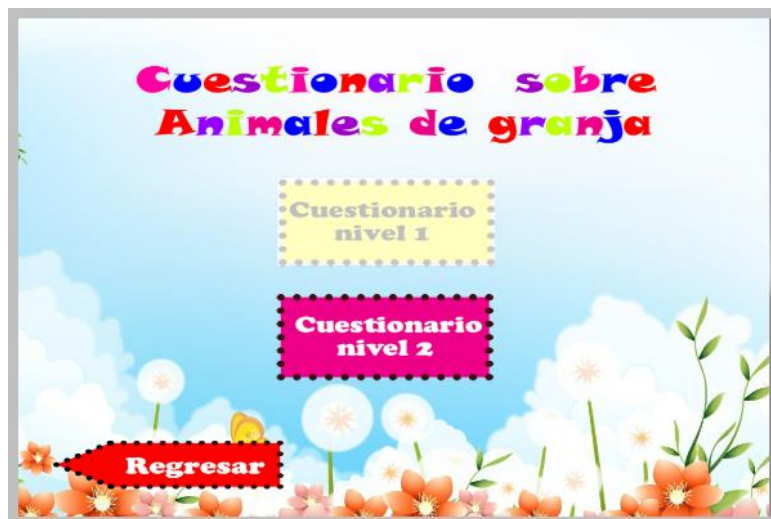 Cuestionario sobre
Animales de granja
Cuestionario
nivel 1
Cuestionario
nivel 2
Regresar